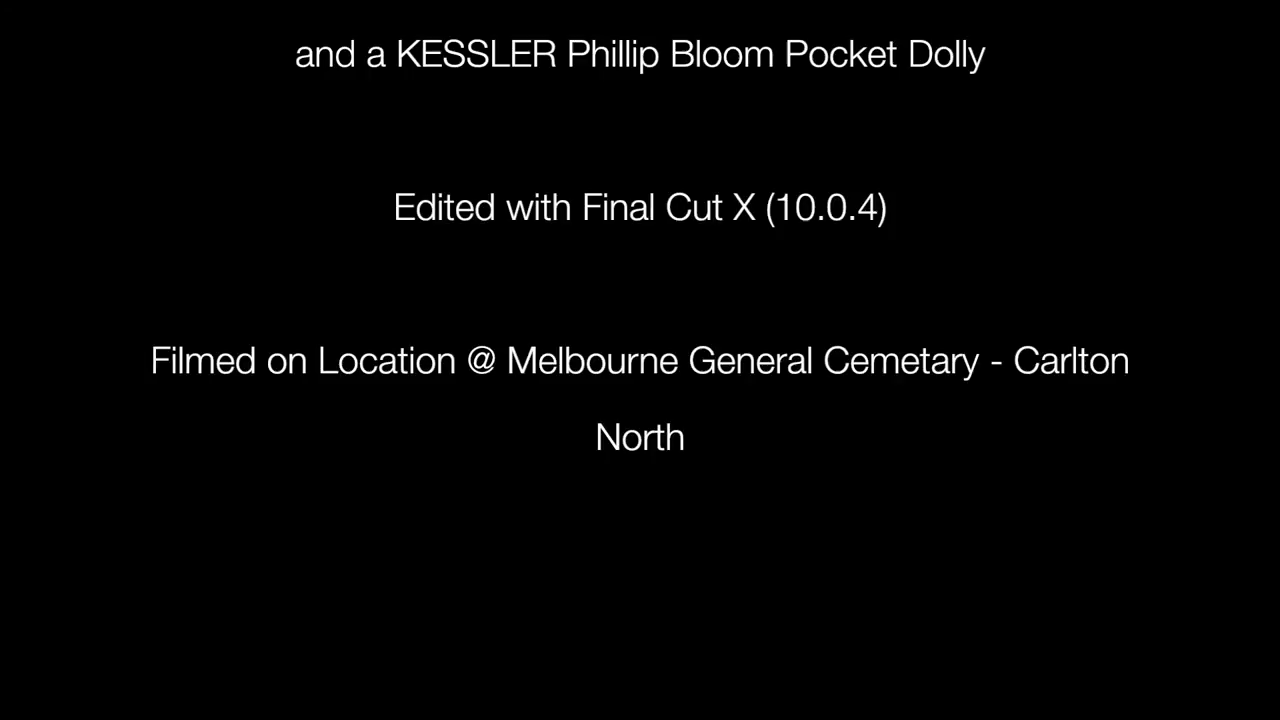 and a KESSLER Phillip Bloom Pocket Dolly
Edited with Final Cut X (10.0.4)
Filmed on Location @ Melbourne General Cemetary - Carlton
North